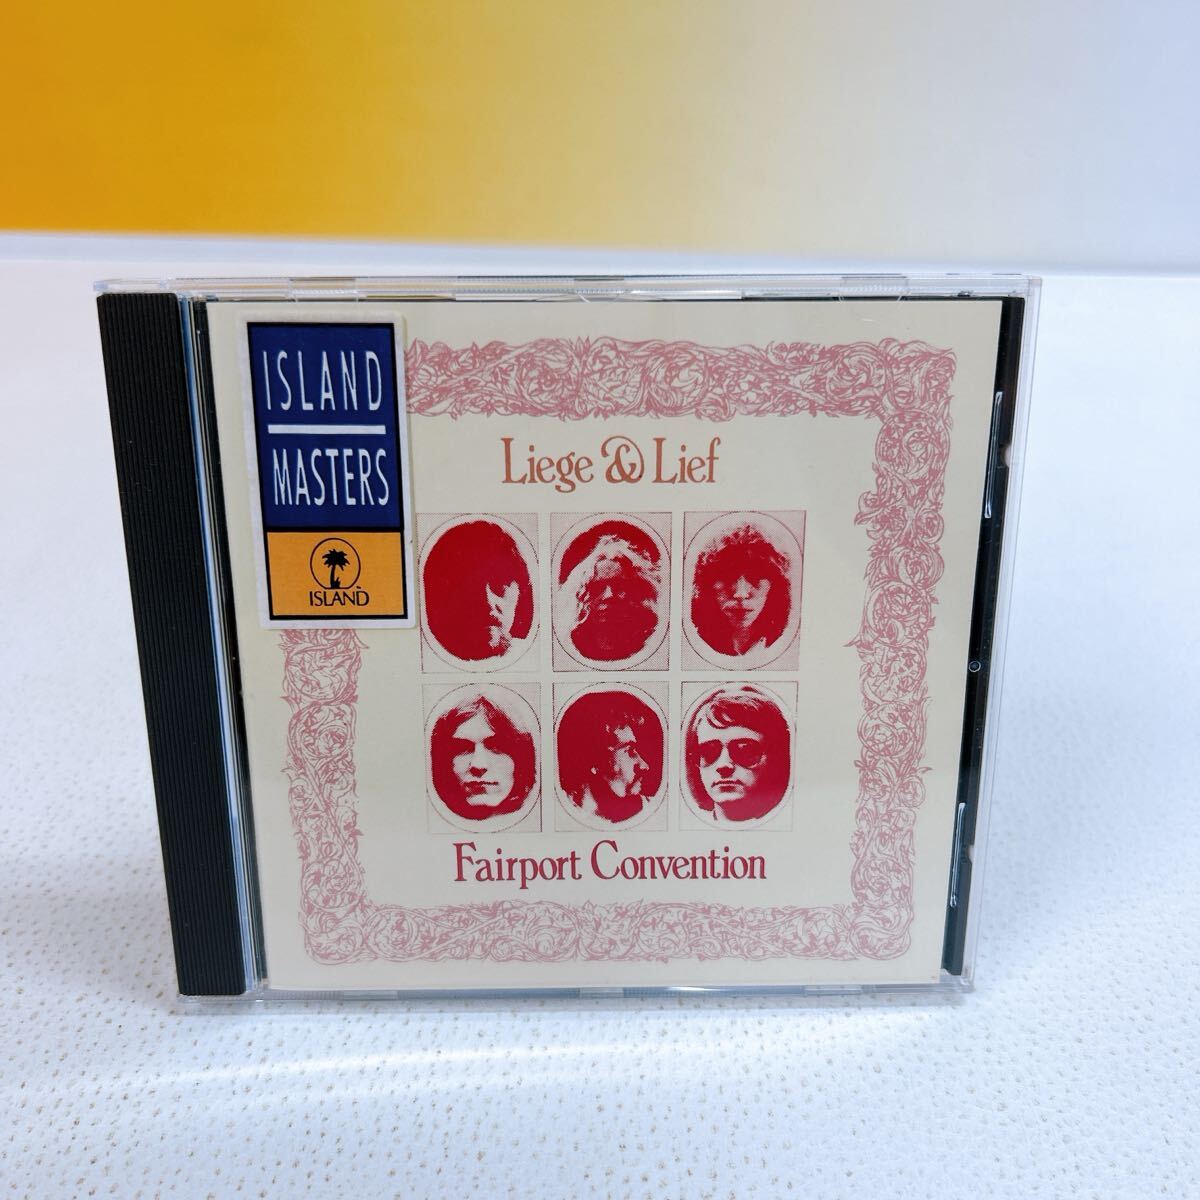 ISLAND
MASTERS
ISLAND
Liege & Lief
Fairport Convention